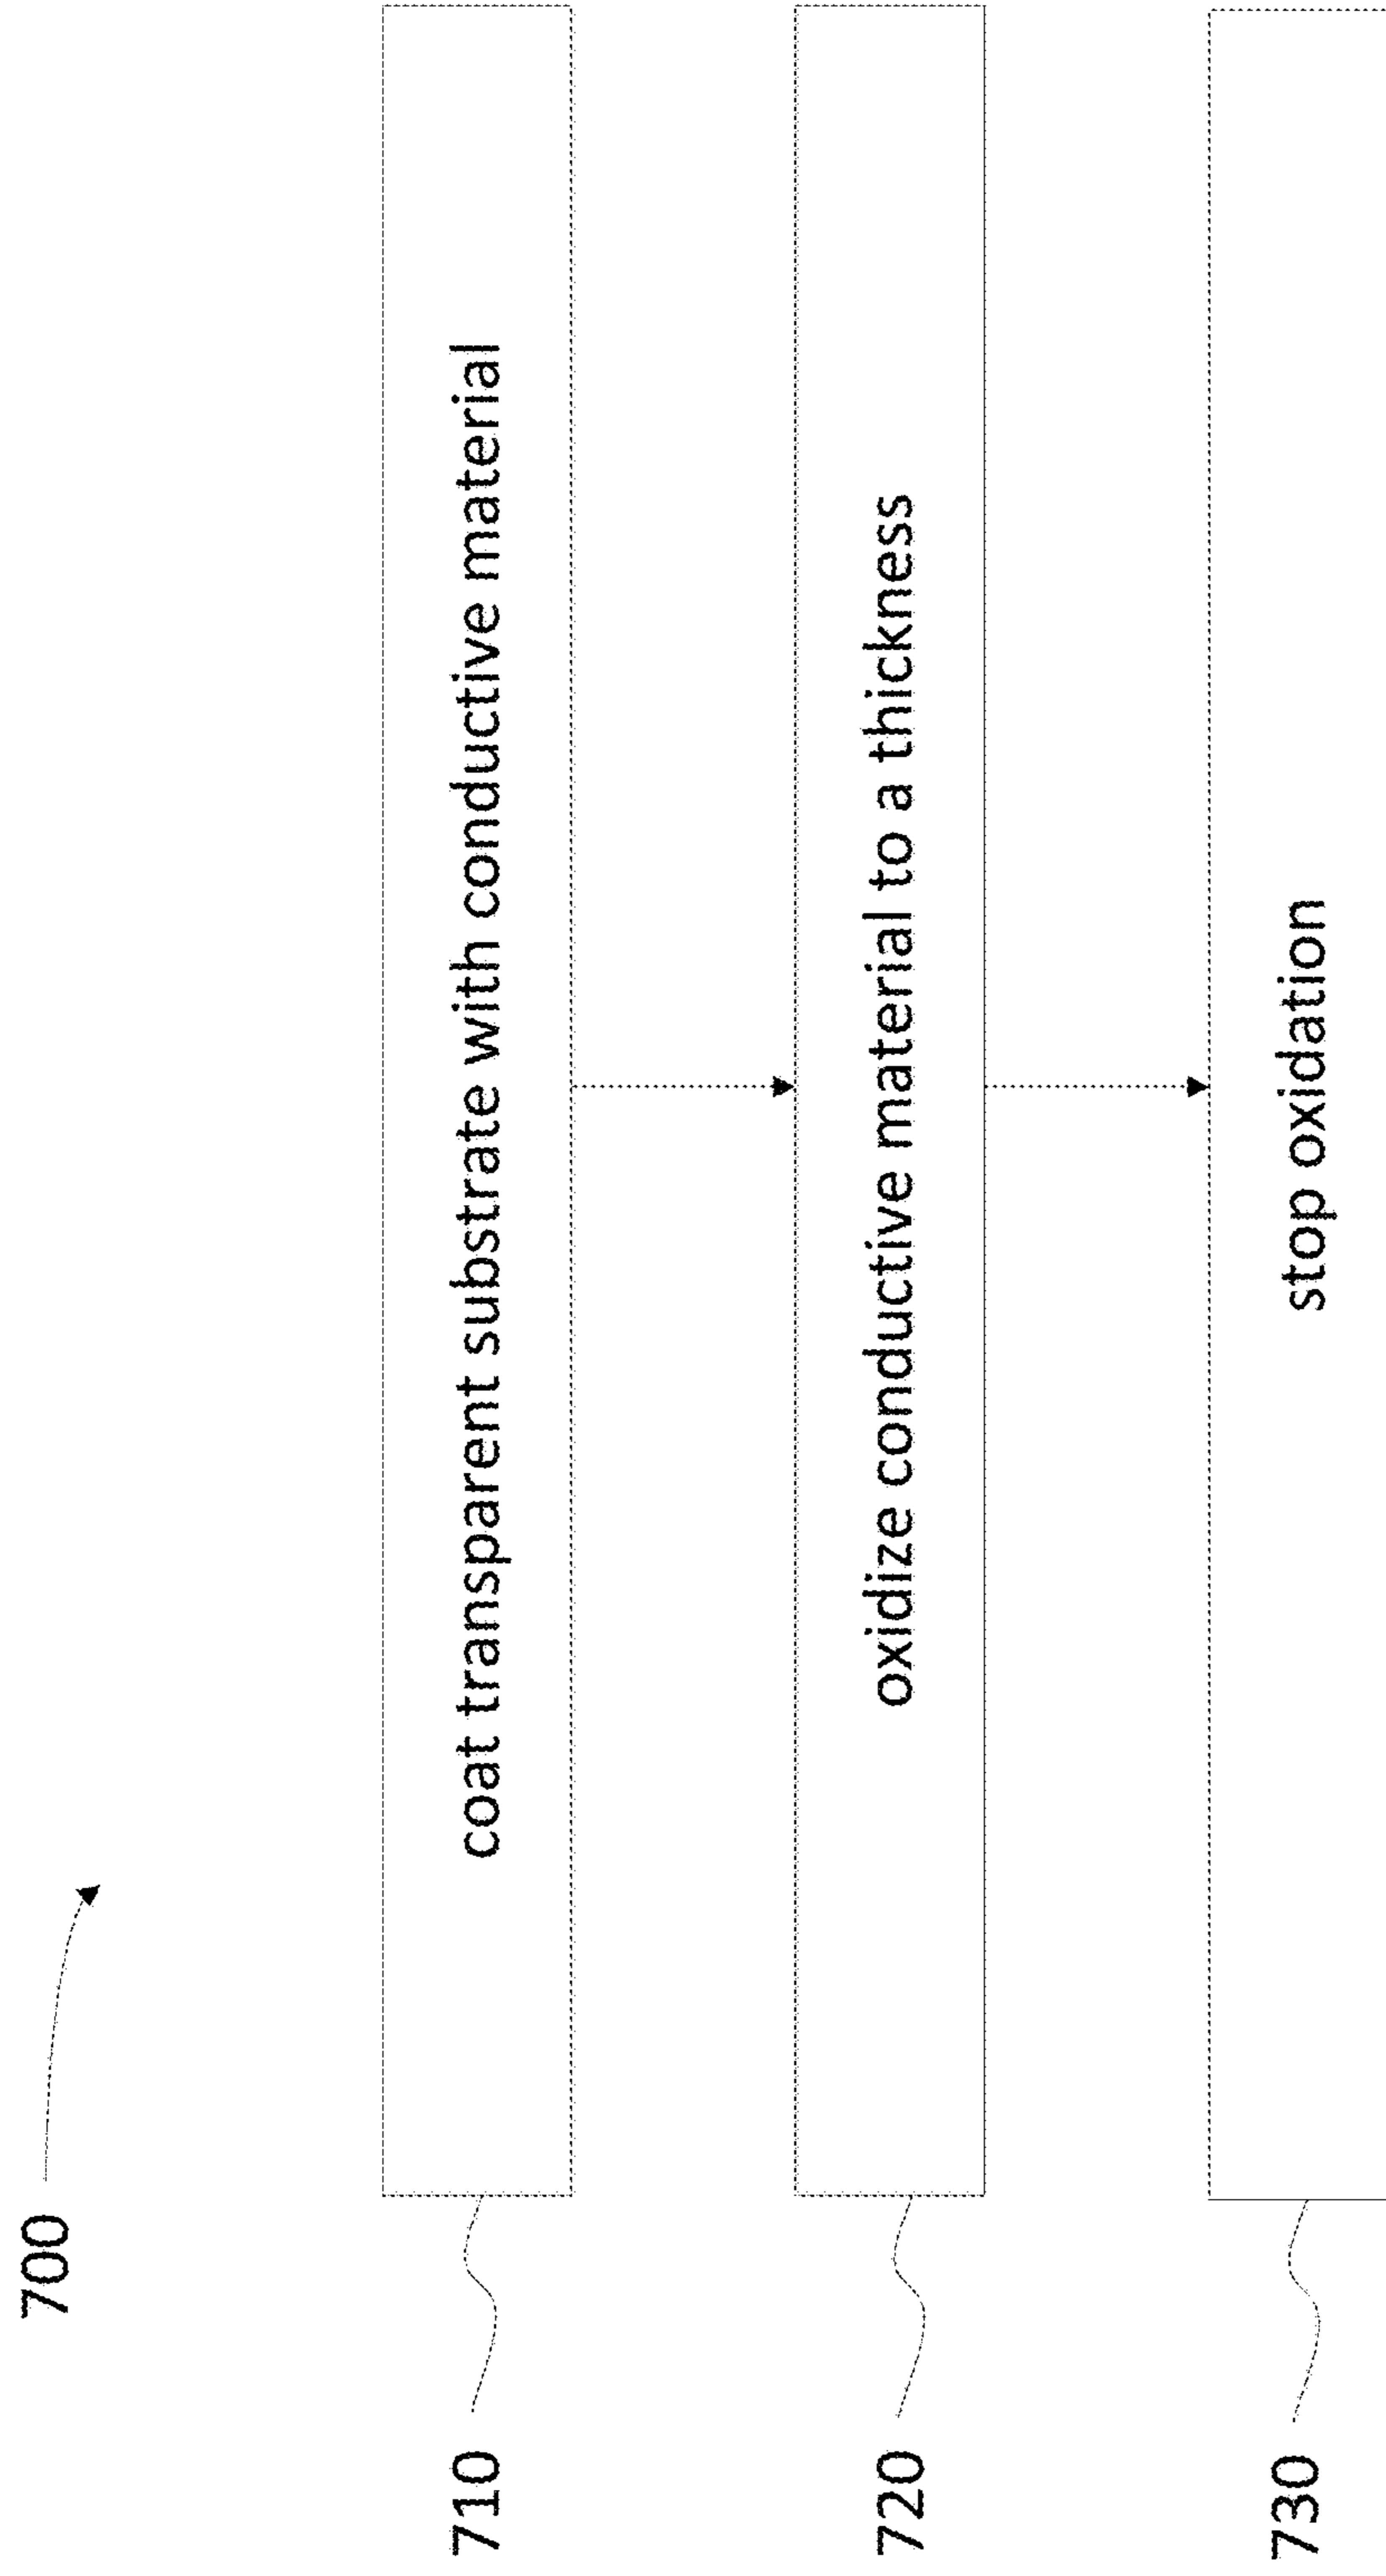 700
710
coat transparent substrate with conductive material
720
oxidize conductive material to a thickness
730
stop oxidation